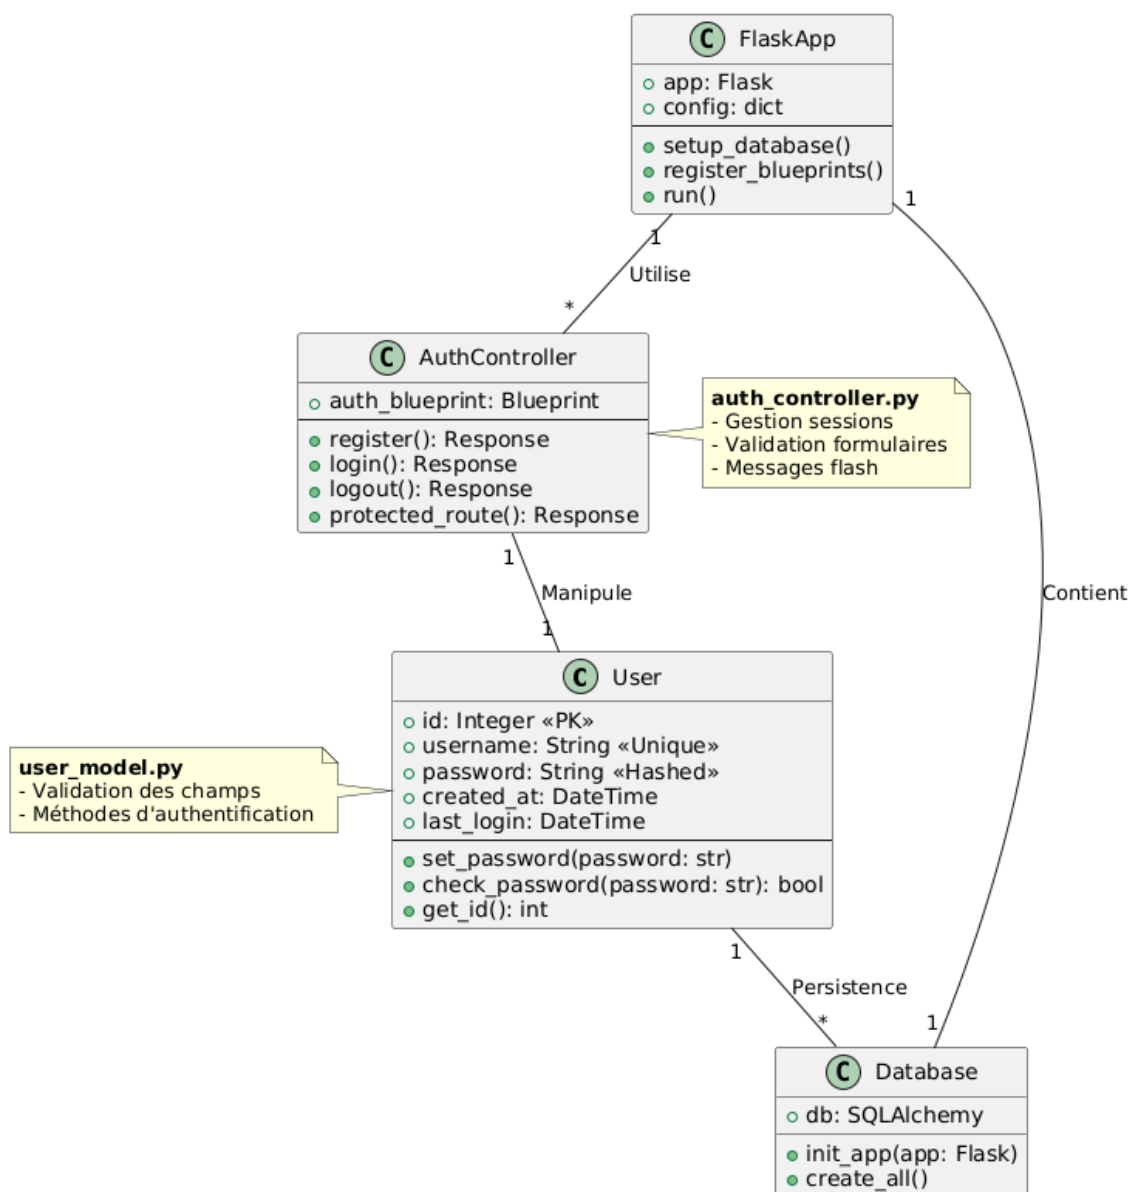 C FlaskApp
app: Flask
config: dict
setup_database()
register_blueprints()
run()
1
1
Utilise
*
C AuthController
auth_blueprint: Blueprint
register(): Response
login(): Response
logout(): Response
protected_route(): Response
auth_controller.py
- Gestion sessions
- Validation formulaires
- Messages flash
1
Manipule
1
Contient
C User
id: Integer «PK»
username: String «Unique»
password: String «Hashed»
created_at: DateTime
last_login: DateTime
set_password(password: str)
check_password(password: str): bool
get_id(): int
user_model.py
- Validation des champs
- Méthodes d'authentification
1
Persistence
*
1
C Database
db: SQLAlchemy
init_app(app: Flask)
create_all()